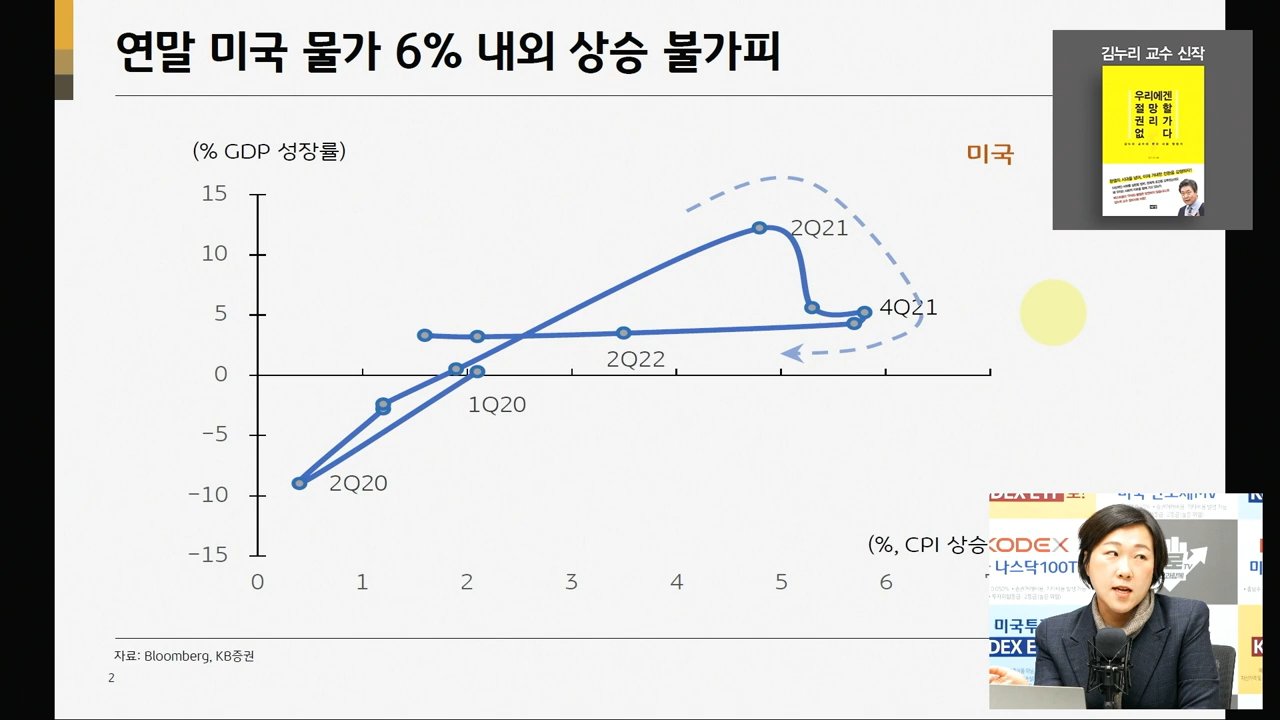 연말 미국 물가 6% 내외 상승 불가피
김누리 교수 신작
우리에겐
절망할
권리가
없다
(% GDP 성장률)
미국
15
10
5
0
−5
−10
−15
2Q21
4Q21
2Q22
1Q20
2Q20
(%, CPI 상승
0 1 2 3 4 5 6
KODEX
나스닥100T
미국투
DEX E
자료: Bloomberg, KB증권
2